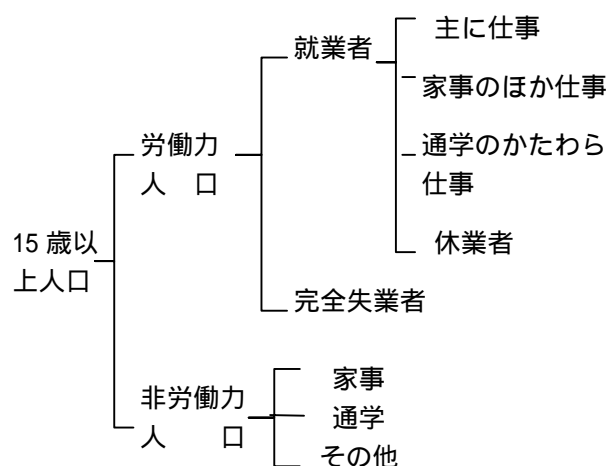 15 歳以
上人口
労働力
人 口
就業者
主に仕事
家事のほか仕事
通学のかたわら
仕事
休業者
完全失業者
非労働力
人 口
家事
通学
その他